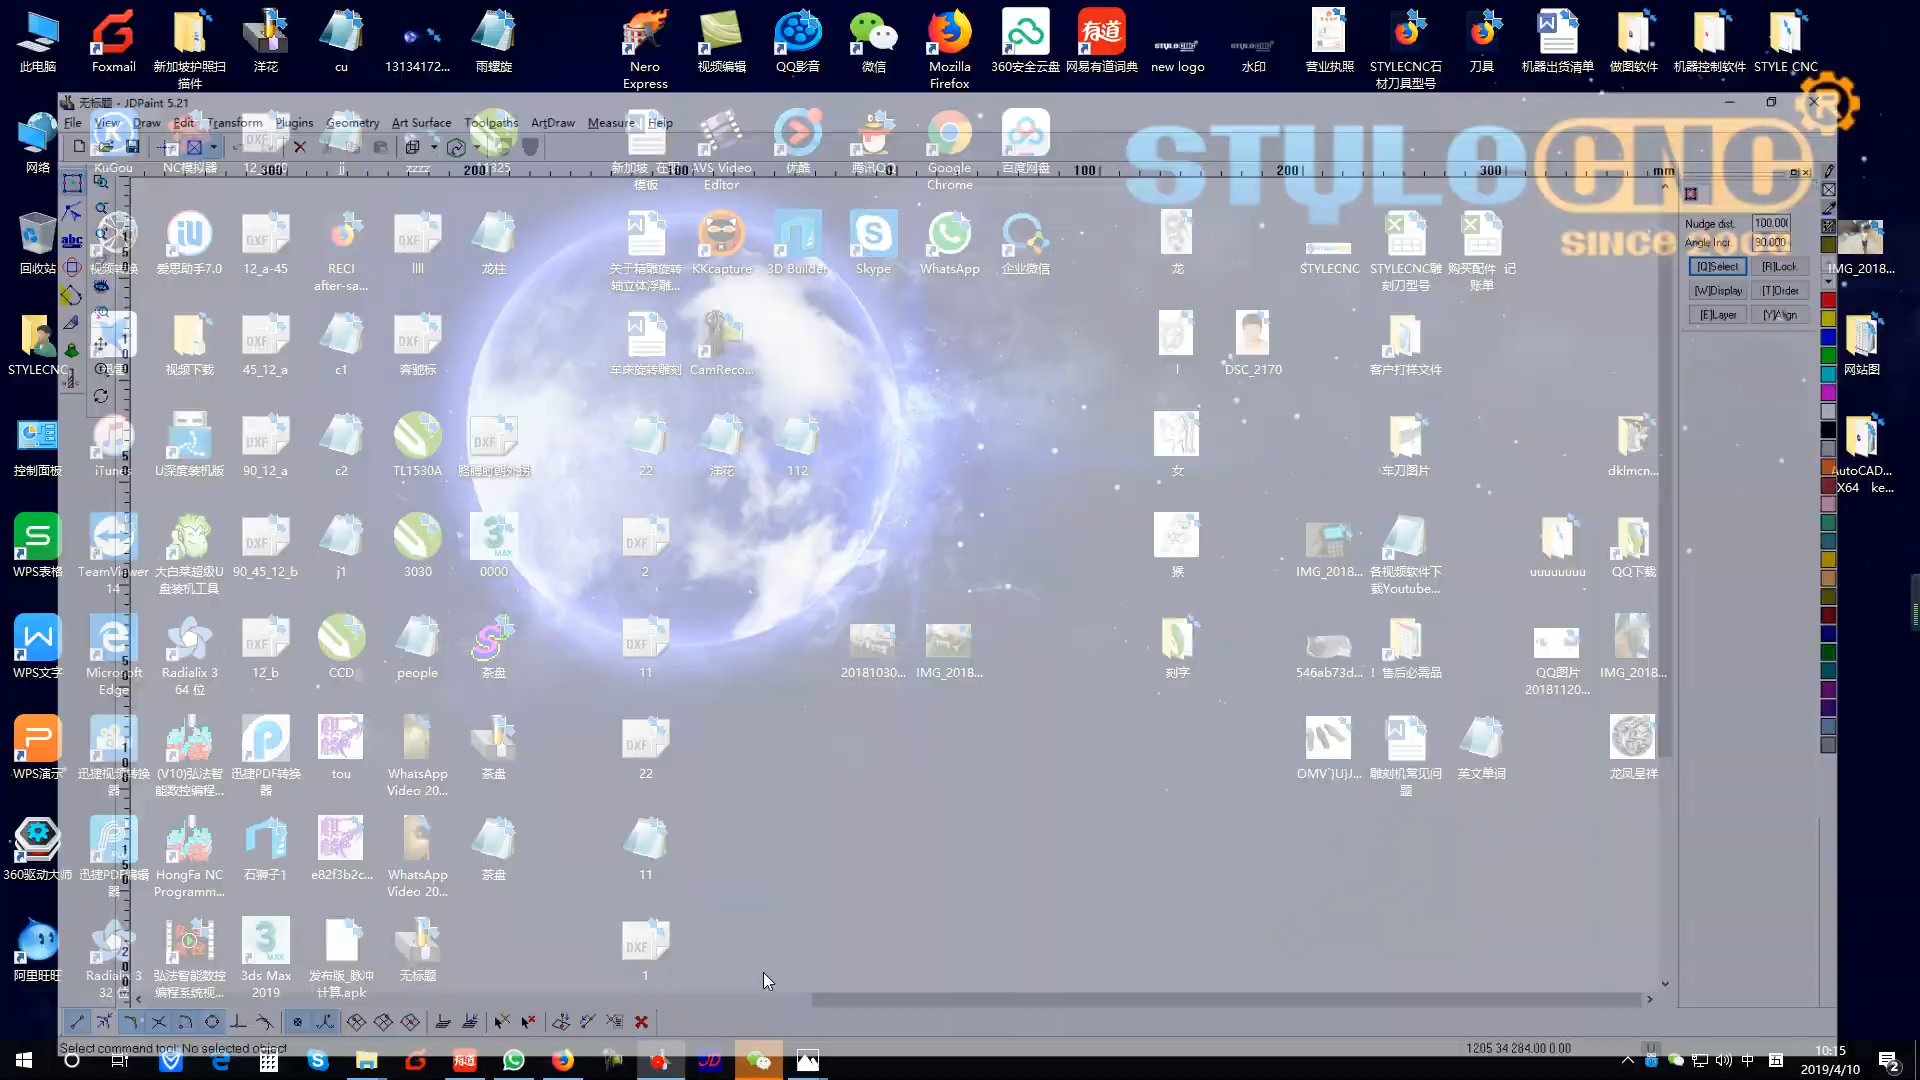 此电脑
Foxmail
新加坡护照扫描件
洋花
cu
13134172...
雨螺旋
Nero Express
视频编辑
QQ影音
微信
Mozilla Firefox
360安全云盘
网易有道词典
new logo
水印
营业执照
STYLECNC石材刀具型号
刀具
机器出货清单
做图软件
机器控制软件
STYLE CNC
无标题 - JDPaint 5.21
File View Draw Edit Transform Plugins Geometry Art Surface Toolpaths ArtDraw Measure Help
STYLECNC
R
网络
KuGou
NC模拟器
jj
zzzz
AVS Video Editor
优酷
腾讯QQ
Google Chrome
百度网盘
300 200 100 0 100 200 300 mm
回收站
视频转换
爱思助手7.0
12_a-45
RECI after-sa...
llll
龙柱
关于精雕旋转轴立体浮雕...
KKcapture
3D Builder
Skype
WhatsApp
企业微信
龙
STYLECNC
STYLECNC雕刻刀型号
购买配件 记账单
IMG_2018...
Nudge dist. 100.000
Angle Incr. 90.000
[Q]Select [R]Lock
[W]Display [T]Order
[E]Layer [Y]Align
STYLECNC
视频下载
45_12_a
c1
奔驰标
车床旋转雕刻
CamReco...
l
DSC_2170
客户打样文件
网站图
控制面板
iTunes
U深度装机版
90_12_a
c2
TL1530A
22
洋花
112
女
车刀图片
dklmcn...
AutoCAD... X64 ke...
WPS表格
TeamViewer 14
大白菜超级U盘装机工具
90_45_12_b
j1
3030
0000
2
猴
IMG_2018...
各视频软件下载Youtube...
uuuuuuuu
QQ下载
WPS文字
Microsoft Edge
Radialix 3 64 位
12_b
CCD
people
茶盘
11
20181030...
IMG_2018...
刻字
546ab73d...
！售后必需品
QQ图片20181120...
IMG_2018...
WPS演示
迅捷视频转换器
(V10)弘法智能数控编程...
迅捷PDF转换器
tou
WhatsApp Video 20...
茶盘
22
OMV`}U}J...
雕刻机常见问题
英文单词
龙凤呈祥
360驱动大师
迅捷PDF编辑器
HongFa NC Programm...
石狮子1
e82f3b2c...
WhatsApp Video 20...
茶盘
11
阿里旺旺
Radialix 3 32 位
弘法智能数控编程系统视...
3ds Max 2019
发布版_脉冲计算.apk
无标题
1
Select command tool: No selected object
1205 34 284.00 0.00
中
10:15
2019/4/10